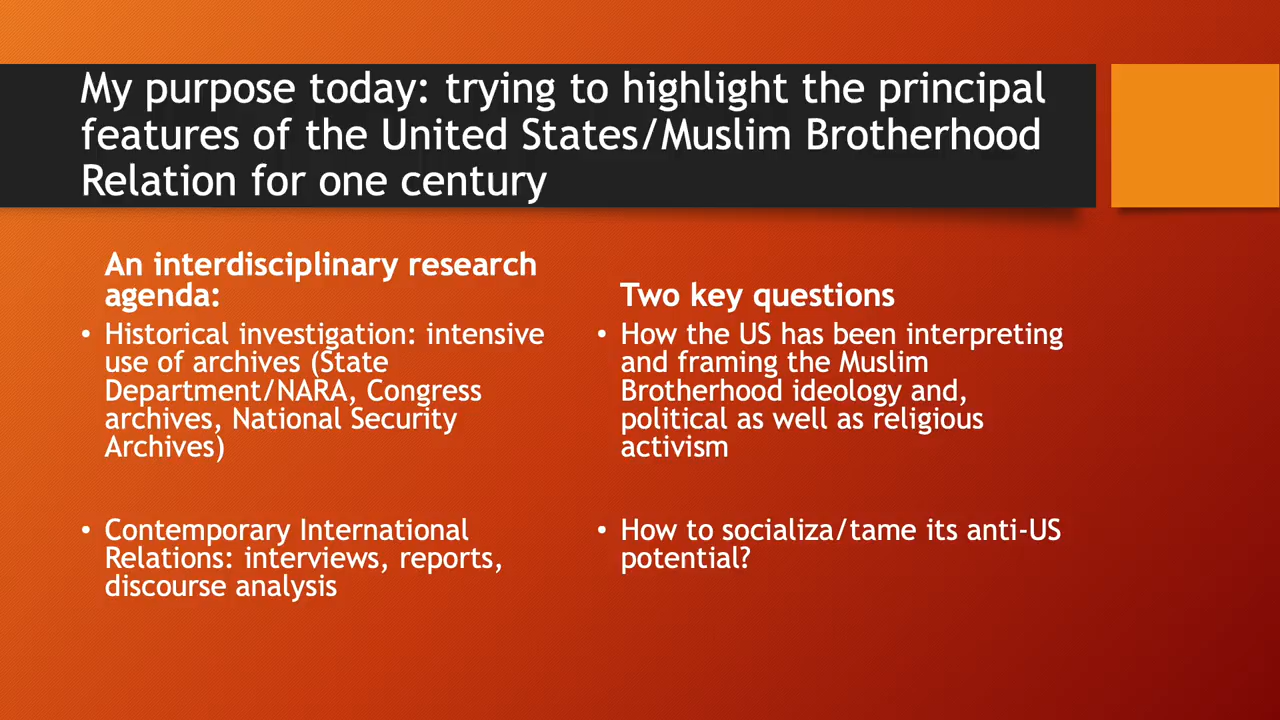 My purpose today: trying to highlight the principal
features of the United States/Muslim Brotherhood
Relation for one century
An interdisciplinary research
agenda:
• Historical investigation: intensive
use of archives (State
Department/NARA, Congress
archives, National Security
Archives)
• Contemporary International
Relations: interviews, reports,
discourse analysis
Two key questions
• How the US has been interpreting
and framing the Muslim
Brotherhood ideology and,
political as well as religious
activism
• How to socializa/tame its anti-US
potential?